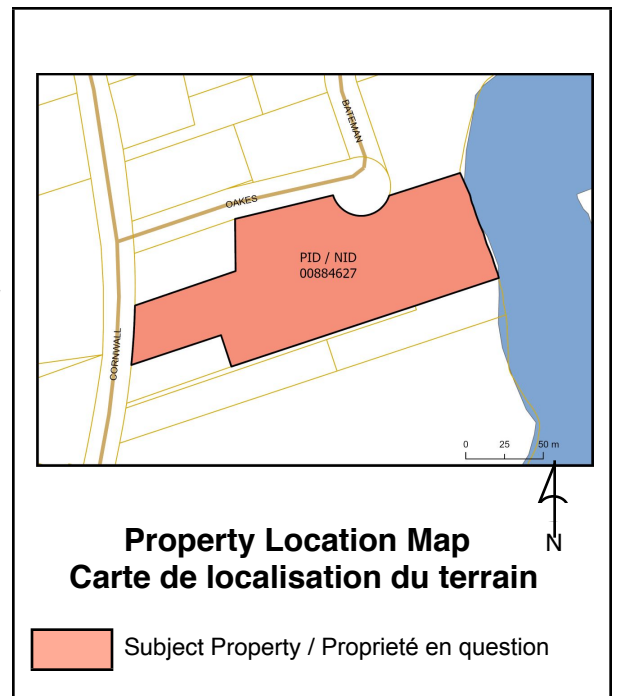 BATEMAN
OAKES
PID / NID
00884627
CORNWALL
0 25 50 m
N
Property Location Map
Carte de localisation du terrain
Subject Property / Proprieté en question